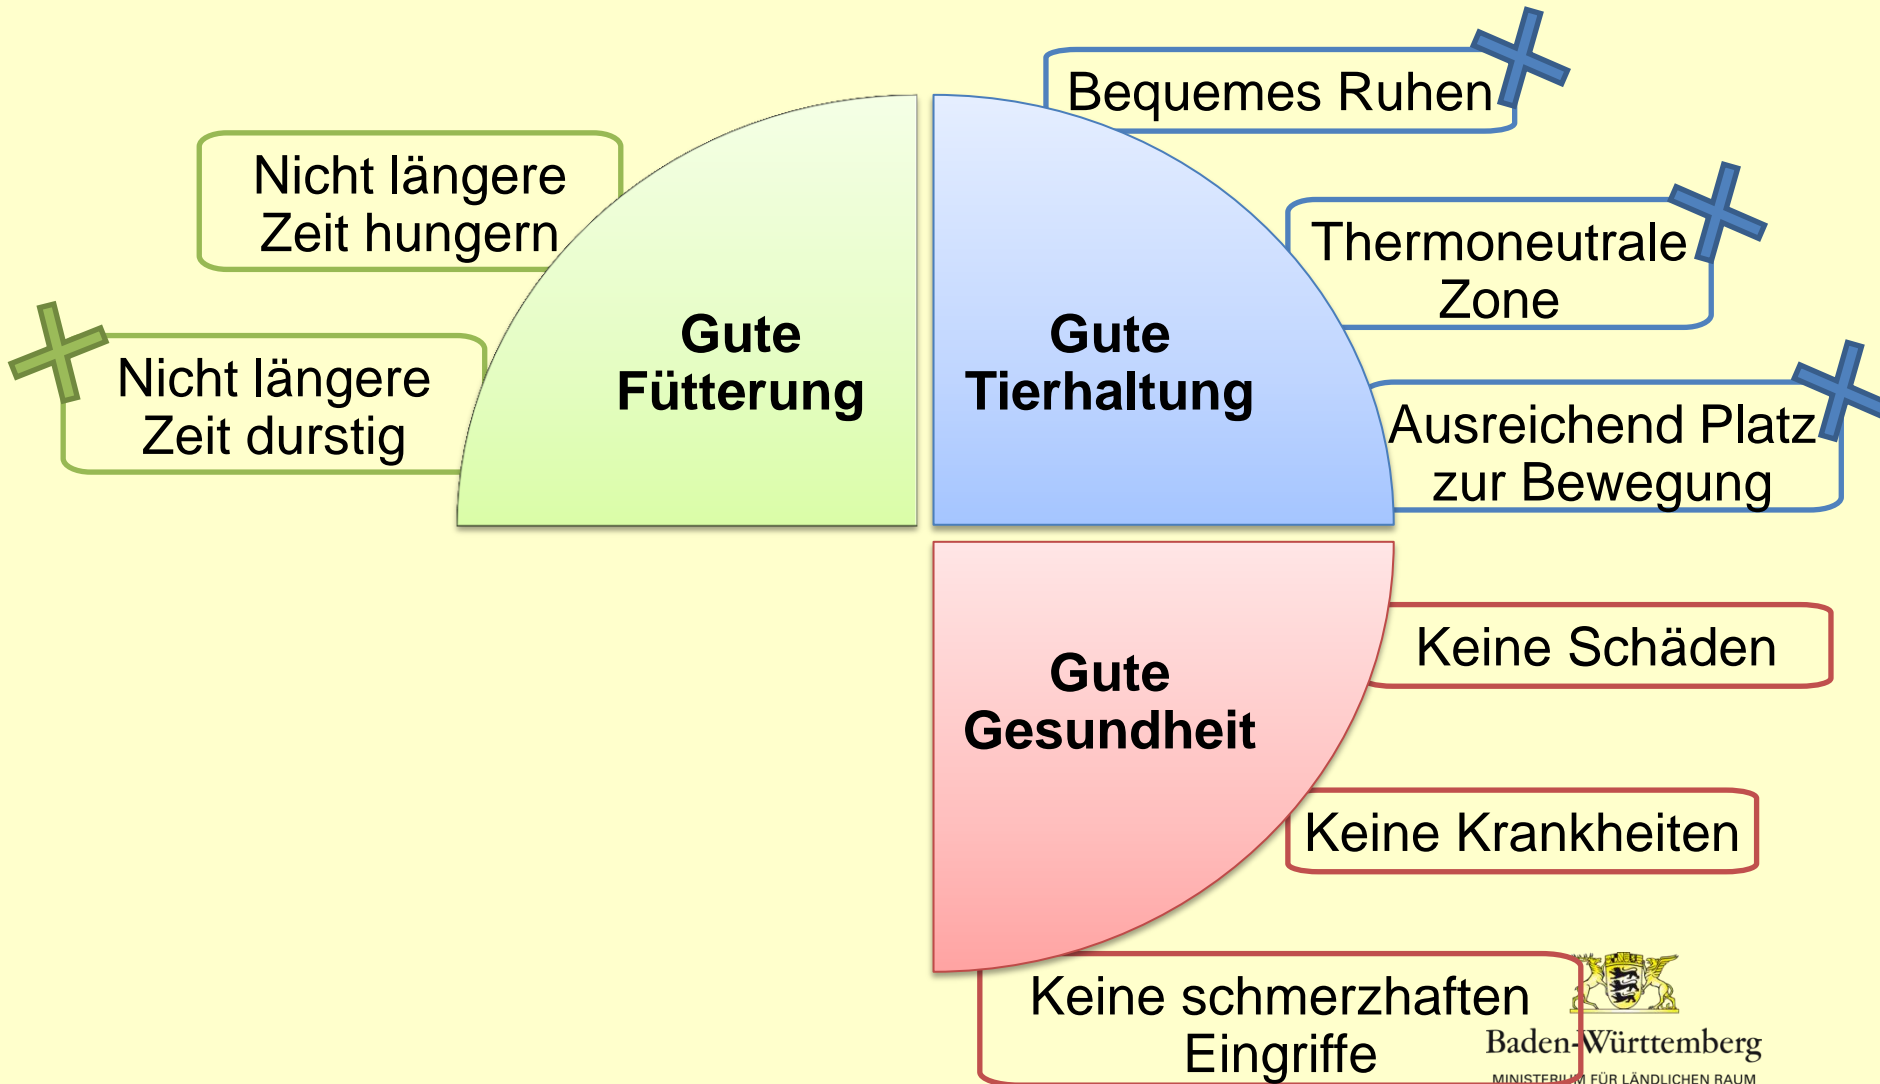 Bequemes Ruhen
Nicht längere
Zeit hungern
Thermoneutrale
Zone
Gute
Fütterung
Gute
Tierhaltung
Nicht längere
Zeit durstig
Ausreichend Platz
zur Bewegung
Keine Schäden
Gute
Gesundheit
Keine Krankheiten
Keine schmerzhaften
Eingriffe
Baden-Württemberg
MINISTERIUM FÜR LÄNDLICHEN RAUM